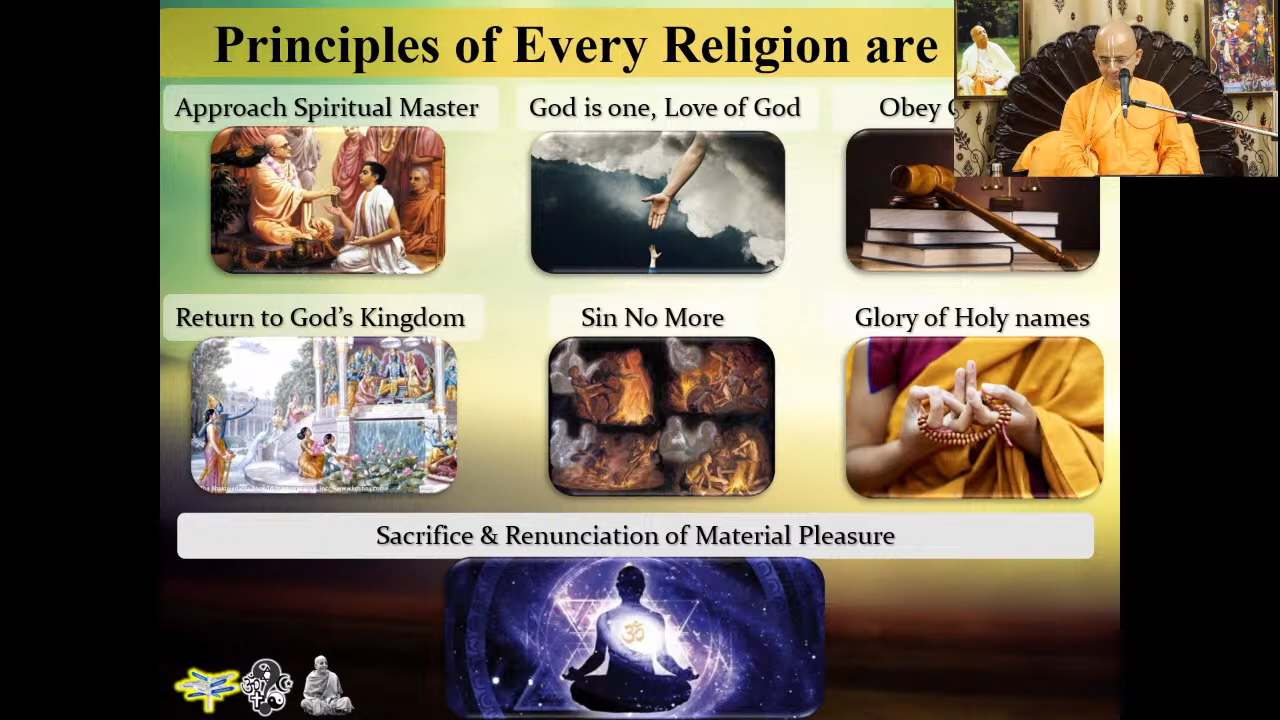 Principles of Every Religion are
Approach Spiritual Master
God is one, Love of God
Obey
Return to God's Kingdom
Sin No More
Glory of Holy names
Sacrifice & Renunciation of Material Pleasure
ॐ